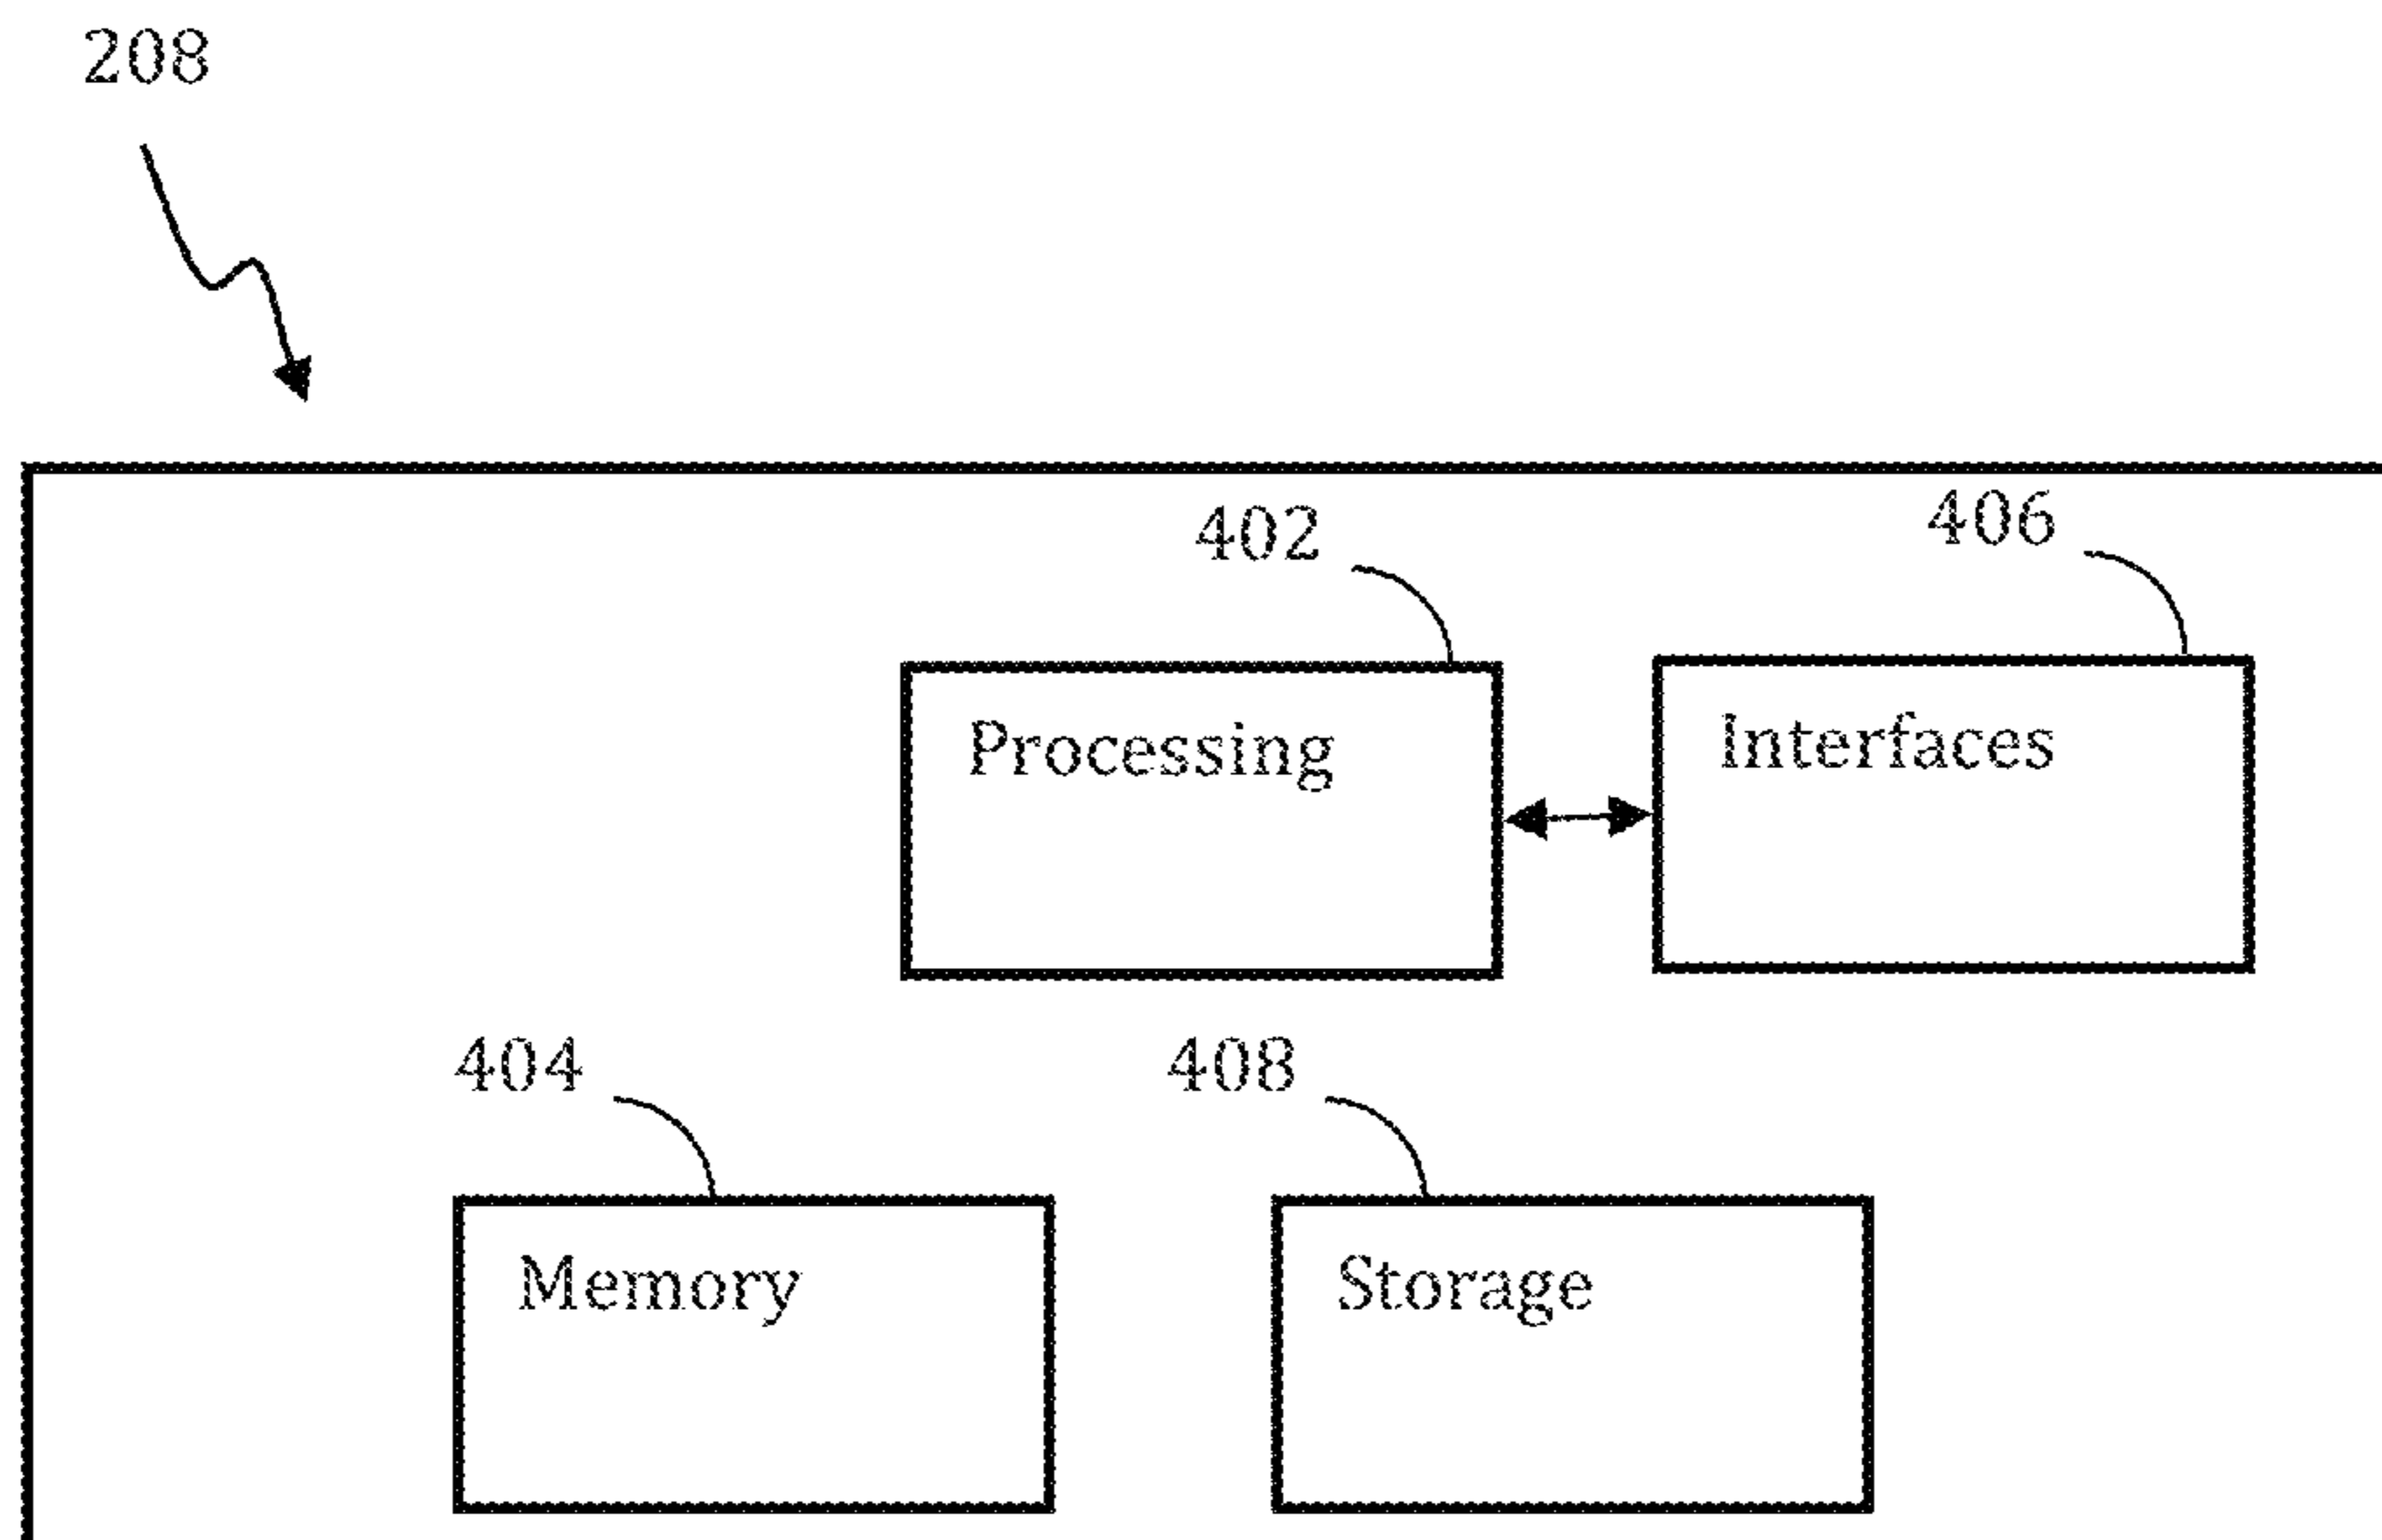 208
402
406
Processing
Interfaces
404
408
Memory
Storage